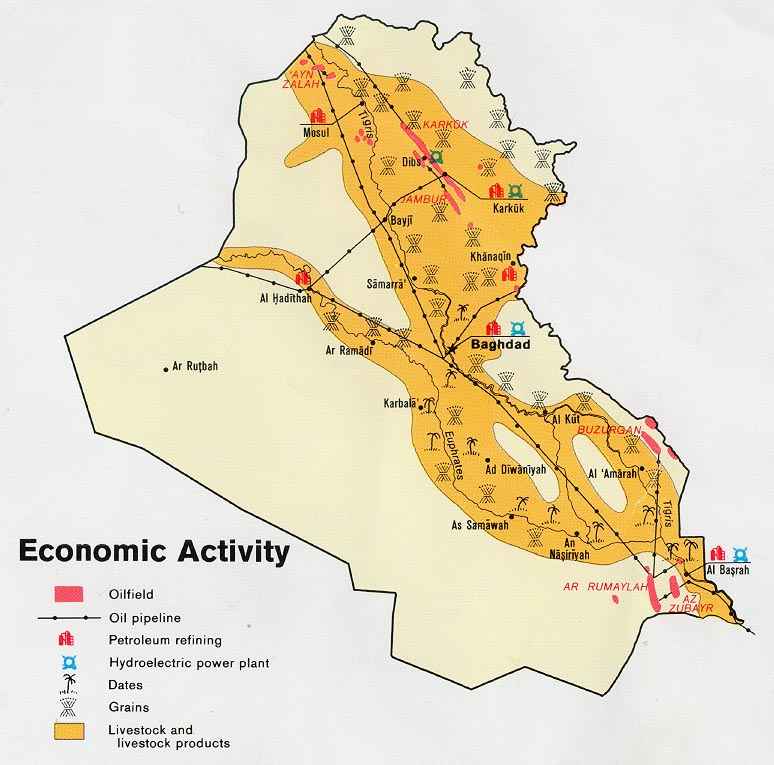 'AYN
ZALAH
Mosul
Tigris
KARKŪK
Dibs
JAMBUR
Karkūk
Bayjī
Khānaqīn
Sāmarrā'
Al Ḥadīthah
Baghdad
Ar Ramādī
Ar Ruṭbah
Karbalā'
Al Kūt
BUZURGAN
Euphrates
Ad Dīwānīyah
Al 'Amārah
As Samāwah
Tigris
An
Nāṣirīyah
Al Baṣrah
AR RUMAYLAH
AZ
ZUBAYR
Economic Activity
Oilfield
Oil pipeline
Petroleum refining
Hydroelectric power plant
Dates
Grains
Livestock and
livestock products